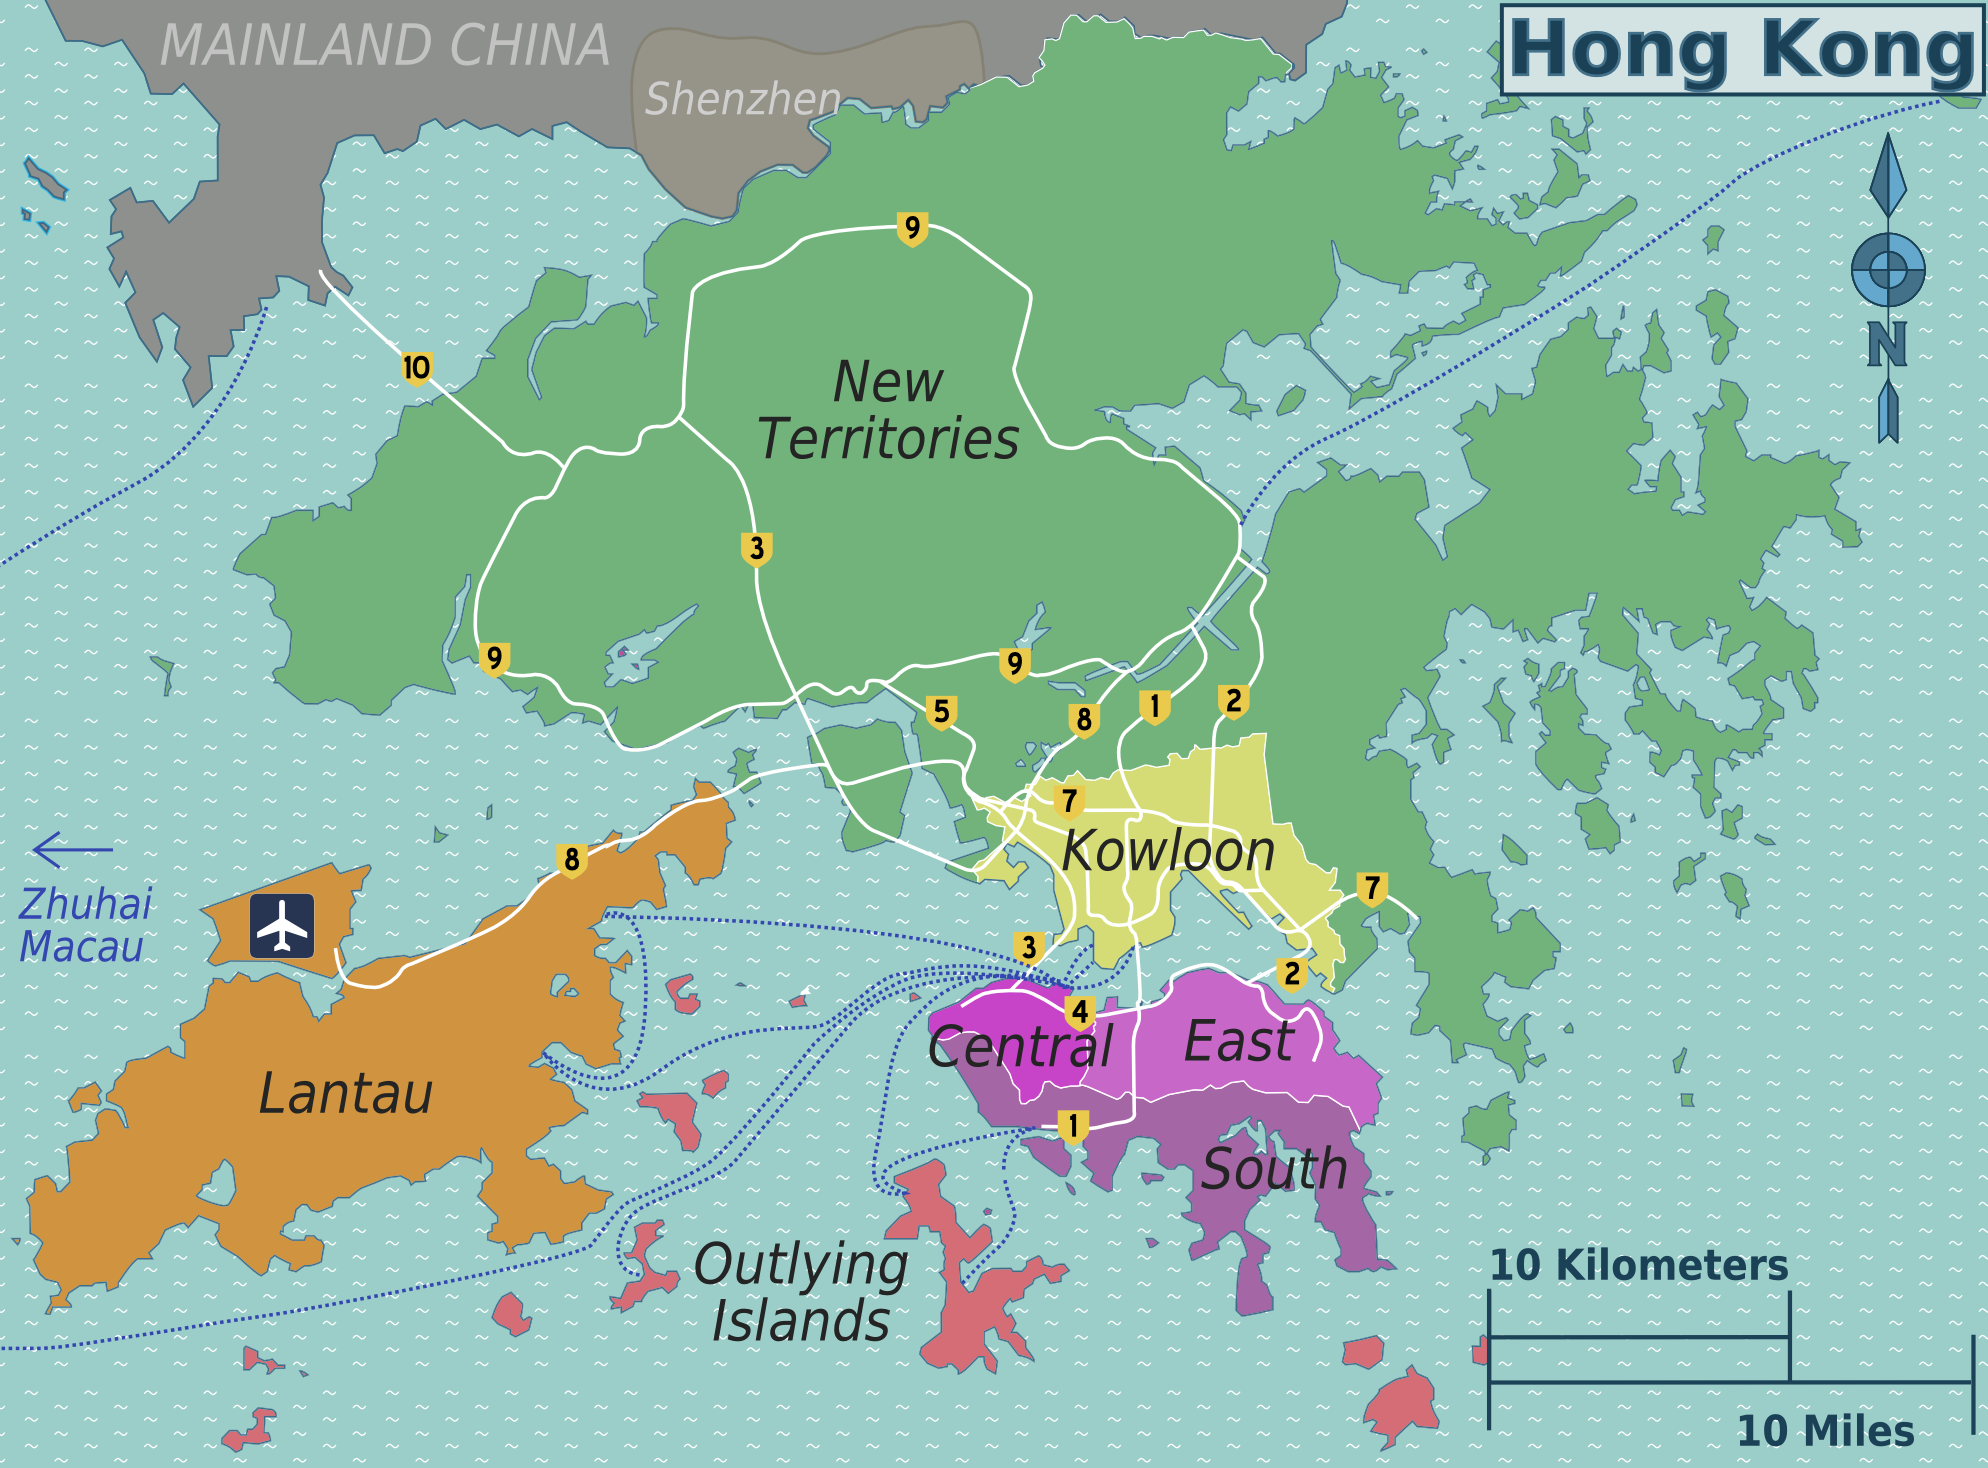 MAINLAND CHINA
Hong Kong
Shenzhen
9
10
New
Territories
N
3
9
9
5
8
1
2
7
Kowloon
8
7
Zhuhai
Macau
3
2
4
Central
East
Lantau
1
South
Outlying
Islands
10 Kilometers
10 Miles